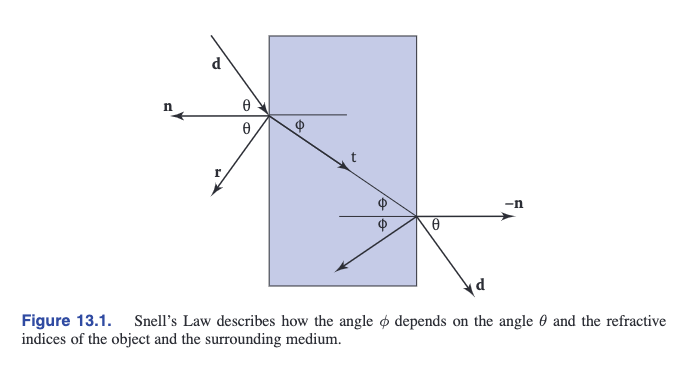 d
n
θ
θ
ϕ
t
r
ϕ
−n
ϕ
θ
d
Figure 13.1. Snell's Law describes how the angle ϕ depends on the angle θ and the refractive
indices of the object and the surrounding medium.